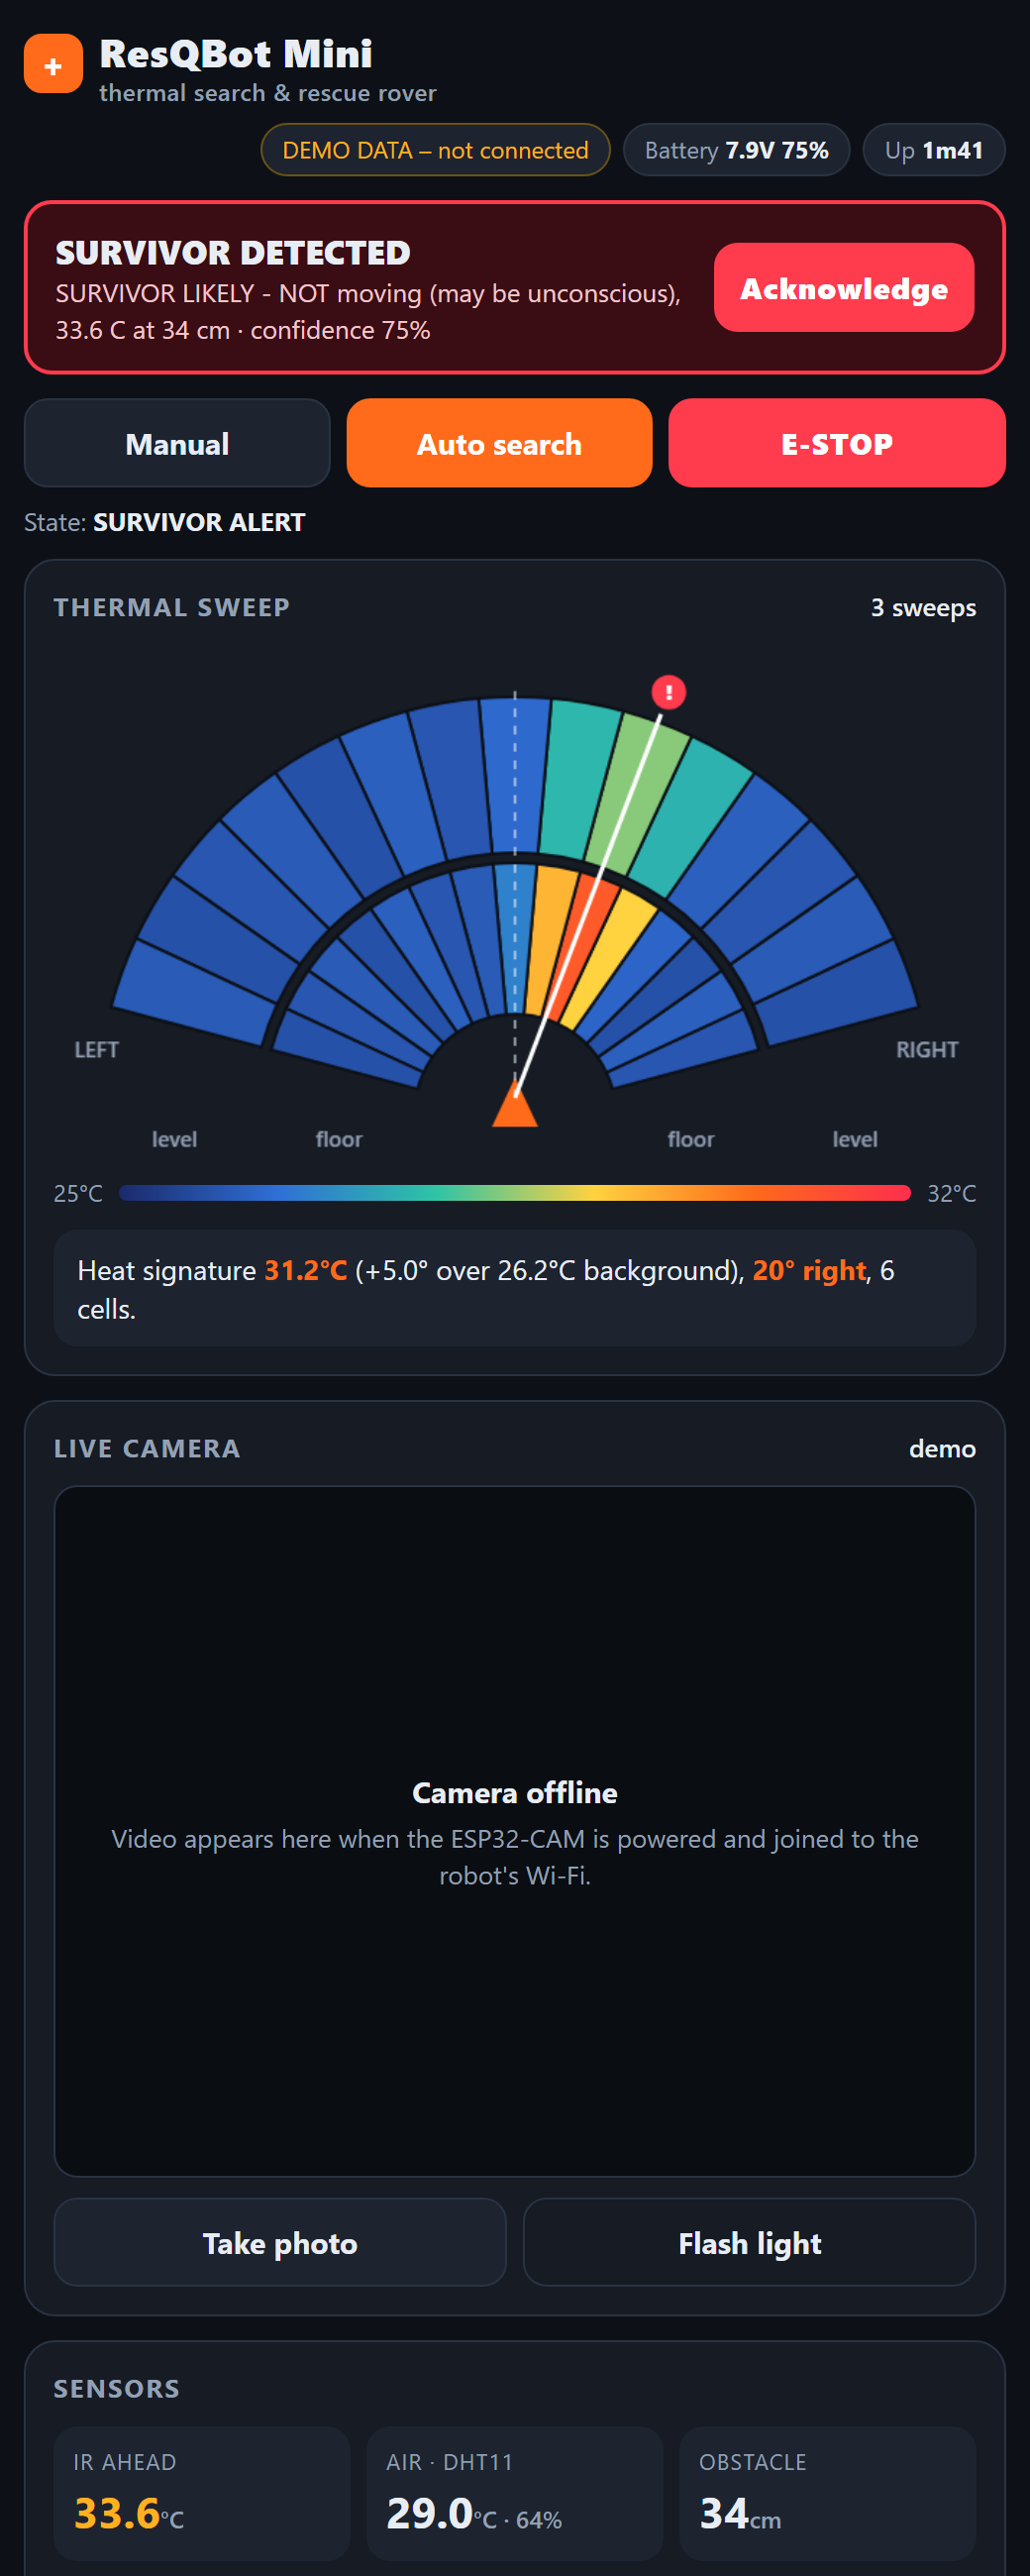 +
ResQBot Mini
thermal search & rescue rover
DEMO DATA – not connected
Battery 7.9V 75%
Up 1m41
SURVIVOR DETECTED
SURVIVOR LIKELY - NOT moving (may be unconscious),
33.6 C at 34 cm · confidence 75%
Acknowledge
Manual
Auto search
E-STOP
State: SURVIVOR ALERT
THERMAL SWEEP
3 sweeps
!
LEFT
RIGHT
level
floor
floor
level
25°C
32°C
Heat signature 31.2°C (+5.0° over 26.2°C background), 20° right, 6
cells.
LIVE CAMERA
demo
Camera offline
Video appears here when the ESP32-CAM is powered and joined to the
robot's Wi-Fi.
Take photo
Flash light
SENSORS
IR AHEAD
33.6°C
AIR · DHT11
29.0°C · 64%
OBSTACLE
34cm